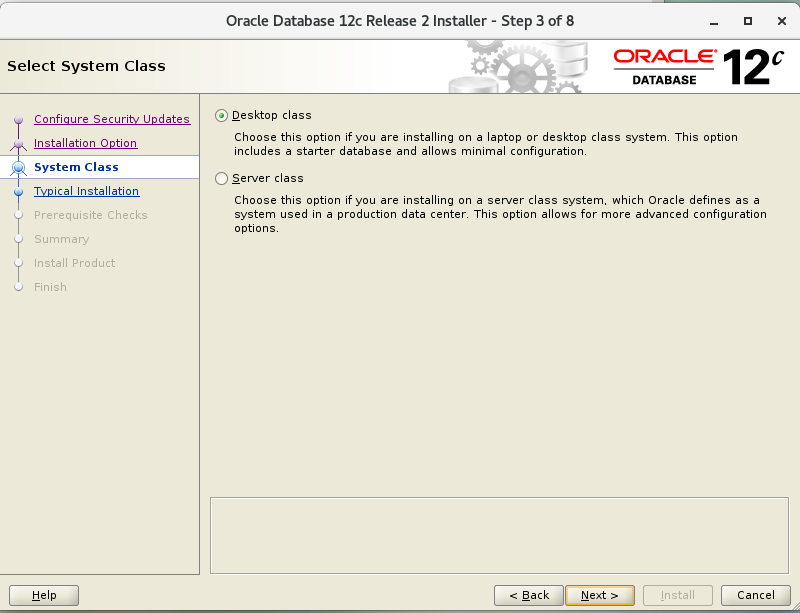 Oracle Database 12c Release 2 Installer - Step 3 of 8
Select System Class
ORACLE®
DATABASE
12c
Configure Security Updates
Installation Option
System Class
Typical Installation
Prerequisite Checks
Summary
Install Product
Finish
Desktop class
Choose this option if you are installing on a laptop or desktop class system. This option
includes a starter database and allows minimal configuration.
Server class
Choose this option if you are installing on a server class system, which Oracle defines as a
system used in a production data center. This option allows for more advanced configuration
options.
Help
< Back
Next >
Install
Cancel